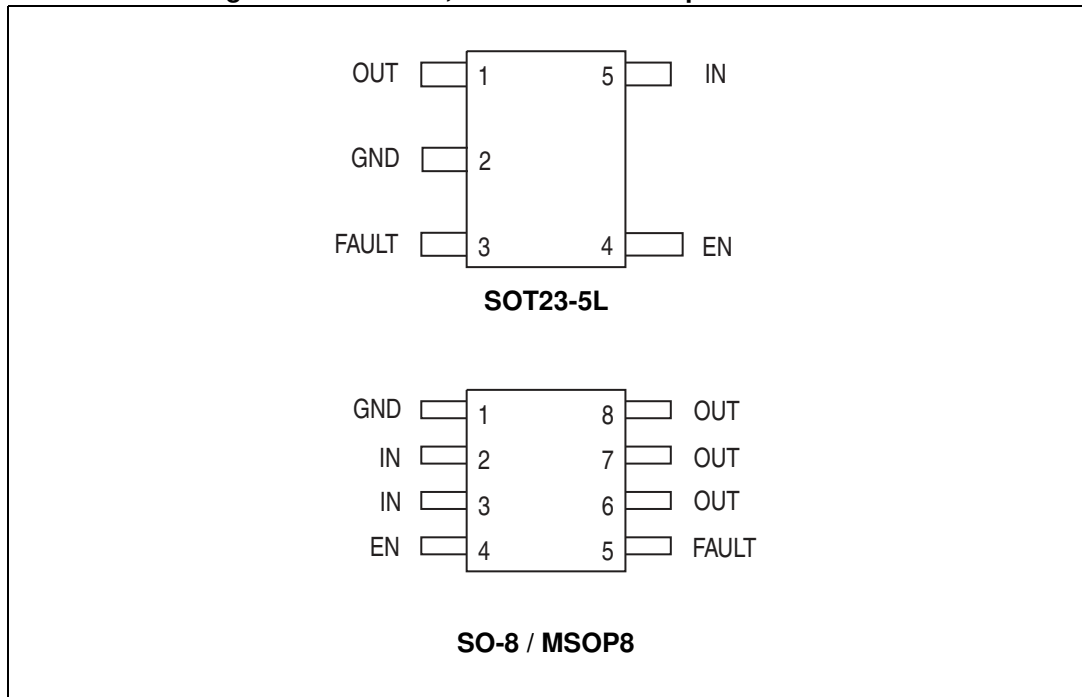 OUT 1 5 IN
GND 2
FAULT 3 4 EN
SOT23-5L
GND 1 8 OUT
IN 2 7 OUT
IN 3 6 OUT
EN 4 5 FAULT
SO-8 / MSOP8